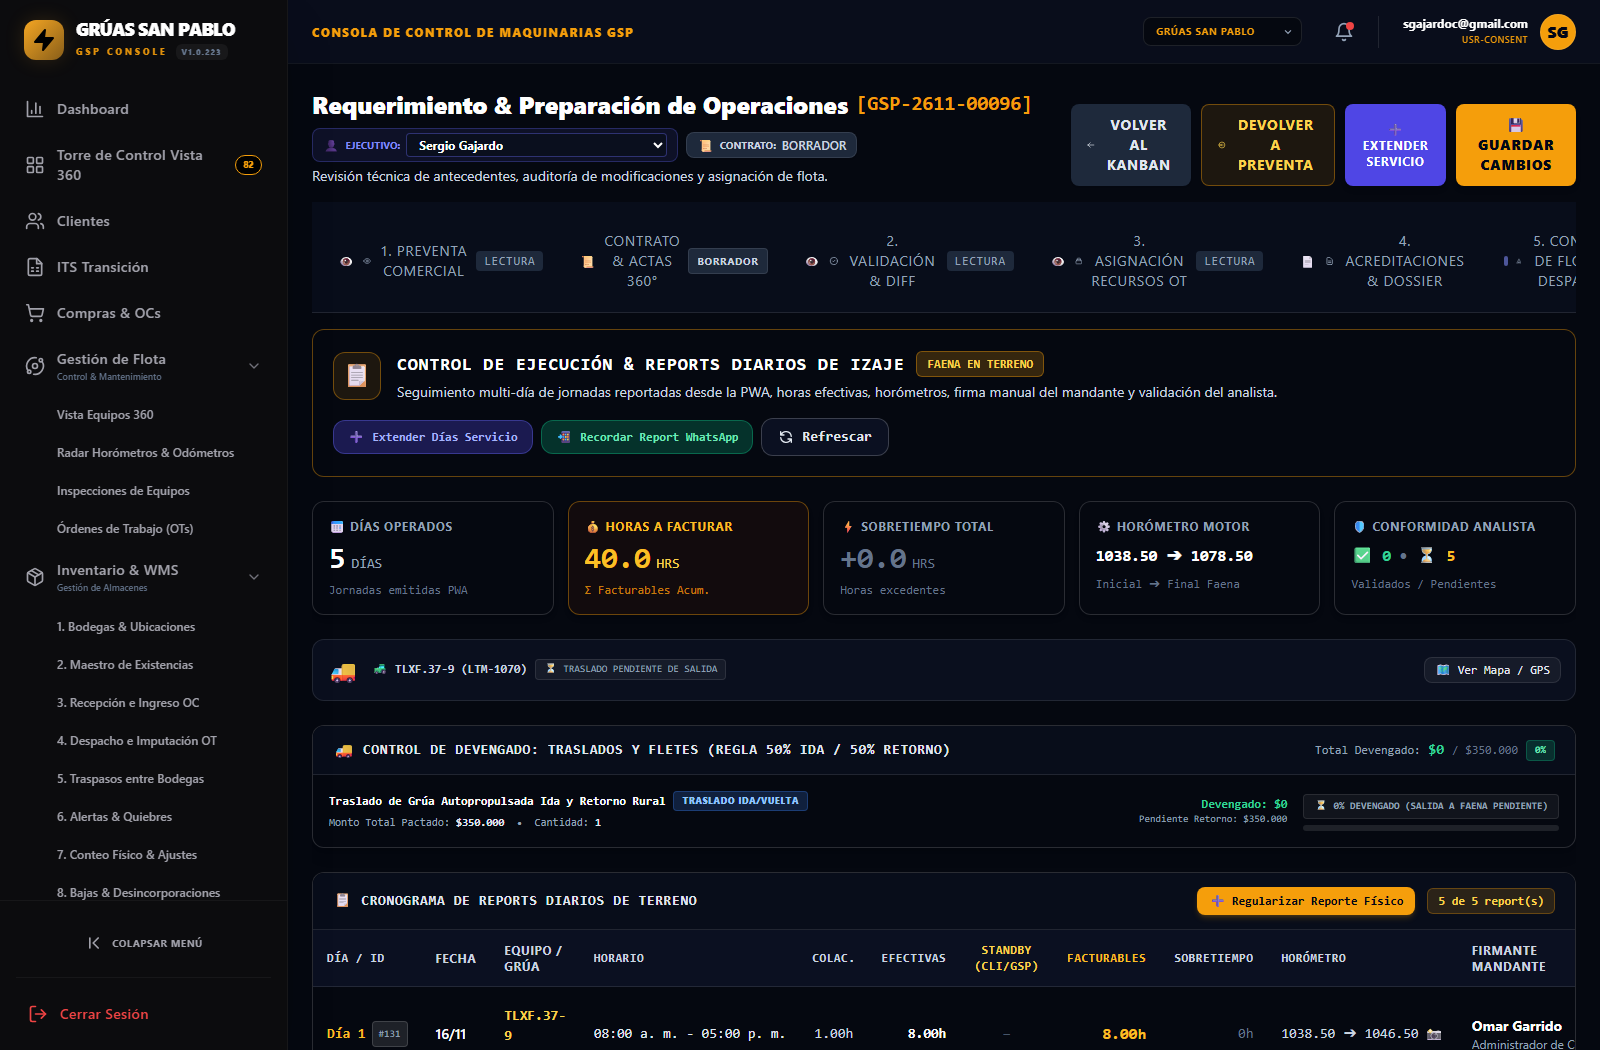 GRÚAS SAN PABLO
GSP CONSOLE V1.0.223
Dashboard
Torre de Control Vista 360
82
Clientes
ITS Transición
Compras & OCs
Gestión de Flota
Control & Mantenimiento
Vista Equipos 360
Radar Horómetros & Odómetros
Inspecciones de Equipos
Órdenes de Trabajo (OTs)
Inventario & WMS
Gestión de Almacenes
1. Bodegas & Ubicaciones
2. Maestro de Existencias
3. Recepción e Ingreso OC
4. Despacho e Imputación OT
5. Traspasos entre Bodegas
6. Alertas & Quiebres
7. Conteo Físico & Ajustes
8. Bajas & Desincorporaciones
COLAPSAR MENÚ
Cerrar Sesión
CONSOLA DE CONTROL DE MAQUINARIAS GSP
GRÚAS SAN PABLO
sgajardoc@gmail.com
USR-CONSENT
SG
Requerimiento & Preparación de Operaciones [GSP-2611-00096]
EJECUTIVO: Sergio Gajardo
CONTRATO: BORRADOR
Revisión técnica de antecedentes, auditoría de modificaciones y asignación de flota.
VOLVER AL KANBAN
DEVOLVER A PREVENTA
EXTENDER SERVICIO
GUARDAR CAMBIOS
1. PREVENTA COMERCIAL LECTURA
CONTRATO & ACTAS 360° BORRADOR
2. VALIDACIÓN & DIFF LECTURA
3. ASIGNACIÓN RECURSOS OT LECTURA
4. ACREDITACIONES & DOSSIER
5. CON
DE FLO
DESPA
CONTROL DE EJECUCIÓN & REPORTS DIARIOS DE IZAJE FAENA EN TERRENO
Seguimiento multi-día de jornadas reportadas desde la PWA, horas efectivas, horómetros, firma manual del mandante y validación del analista.
Extender Días Servicio
Recordar Report WhatsApp
Refrescar
DÍAS OPERADOS
5 DÍAS
Jornadas emitidas PWA
HORAS A FACTURAR
40.0 HRS
Σ Facturables Acum.
SOBRETIEMPO TOTAL
+0.0 HRS
Horas excedentes
HORÓMETRO MOTOR
1038.50 ➔ 1078.50
Inicial ➔ Final Faena
CONFORMIDAD ANALISTA
0 • 5
Validados / Pendientes
TLXF.37-9 (LTM-1070) TRASLADO PENDIENTE DE SALIDA
Ver Mapa / GPS
CONTROL DE DEVENGADO: TRASLADOS Y FLETES (REGLA 50% IDA / 50% RETORNO)
Total Devengado: $0 / $350.000 0%
Traslado de Grúa Autopropulsada Ida y Retorno Rural TRASLADO IDA/VUELTA
Monto Total Pactado: $350.000 • Cantidad: 1
Devengado: $0
Pendiente Retorno: $350.000
0% DEVENGADO (SALIDA A FAENA PENDIENTE)
CRONOGRAMA DE REPORTS DIARIOS DE TERRENO
Regularizar Reporte Físico
5 de 5 report(s)
DÍA / ID FECHA EQUIPO / GRÚA HORARIO COLAC. EFECTIVAS STANDBY (CLI/GSP) FACTURABLES SOBRETIEMPO HORÓMETRO FIRMANTE MANDANTE
Día 1 #131 16/11 TLXF.37-9 08:00 a. m. - 05:00 p. m. 1.00h 8.00h – 8.00h 0h 1038.50 ➔ 1046.50 Omar Garrido
Administrador de C